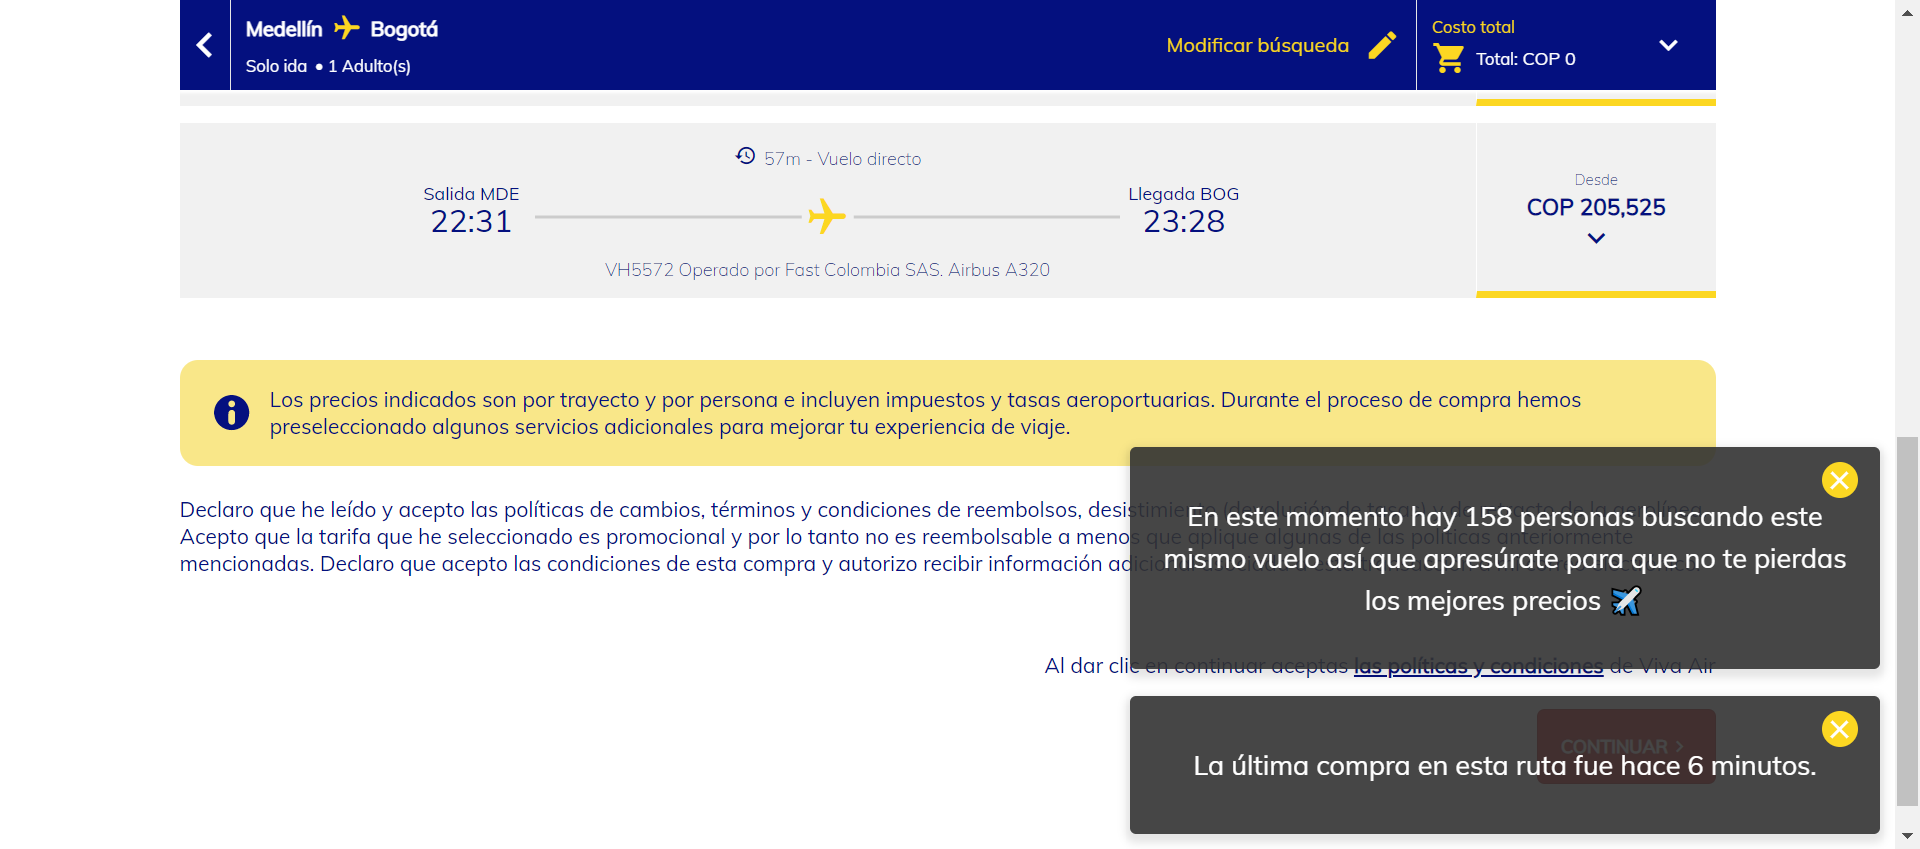 Medellín Bogotá
Solo ida • 1 Adulto(s)
Modificar búsqueda
Costo total
Total: COP 0
57m - Vuelo directo
Salida MDE
22:31
Llegada BOG
23:28
VH5572 Operado por Fast Colombia SAS. Airbus A320
Desde
COP 205,525
Los precios indicados son por trayecto y por persona e incluyen impuestos y tasas aeroportuarias. Durante el proceso de compra hemos
preseleccionado algunos servicios adicionales para mejorar tu experiencia de viaje.
Declaro que he leído y acepto las políticas de cambios, términos y condiciones de reembolsos, desistimiento (devolución de
Acepto que la tarifa que he seleccionado es promocional y por lo tanto no es reembolsable a menos que aplique algunas de las políticas anteriormente
mencionadas. Declaro que acepto las condiciones de esta compra y autorizo recibir información
En este momento hay 158 personas buscando este
mismo vuelo así que apresúrate para que no te pierdas
los mejores precios
Al dar clic en continuar aceptas las políticas y condiciones de Viva Air
CONTINUAR
La última compra en esta ruta fue hace 6 minutos.